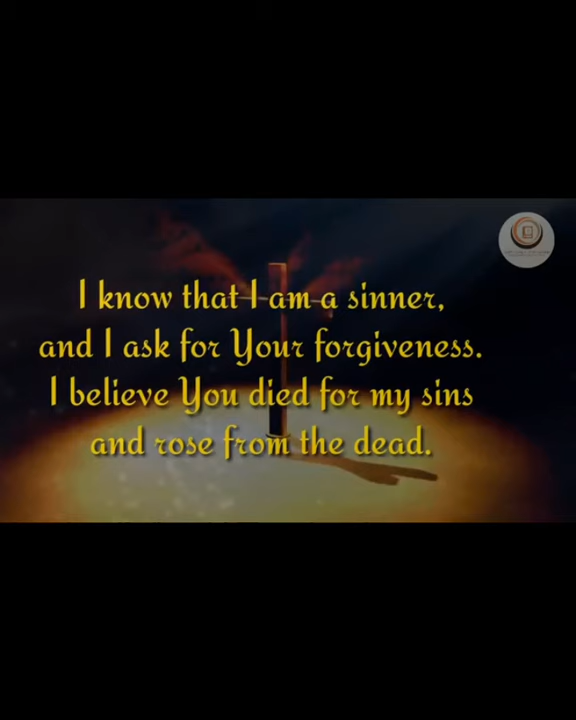 I know that I am a sinner,
and I ask for Your forgiveness.
I believe You died for my sins
and rose from the dead.